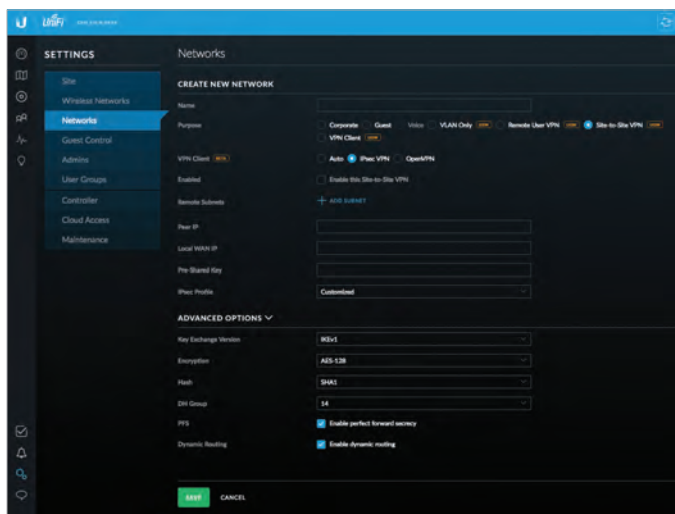 UniFi
SETTINGS
Networks
Site
Wireless Networks
Networks
Guest Control
Admins
User Groups
Controller
Cloud Access
Maintenance
CREATE NEW NETWORK
Name
Purpose Corporate Guest Voice VLAN Only Remote User VPN Site-to-Site VPN
VPN Client
VPN Client BETA Auto IPsec VPN OpenVPN
Enabled Enable this Site-to-Site VPN
Remote Subnets + ADD SUBNET
Peer IP
Local WAN IP
Pre-Shared Key
IPsec Profile Customized
ADVANCED OPTIONS
Key Exchange Version IKEv1
Encryption AES-128
Hash SHA1
DH Group 14
PFS Enable perfect forward secrecy
Dynamic Routing Enable dynamic routing
SAVE CANCEL